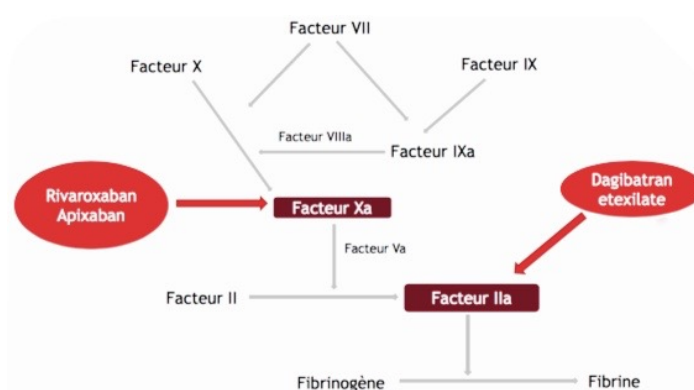 Facteur VII
Facteur X
Facteur IX
Facteur VIIIa
Facteur IXa
Rivaroxaban
Apixaban
Dagibatran
etexilate
Facteur Xa
Facteur Va
Facteur II
Facteur IIa
Fibrinogène
Fibrine